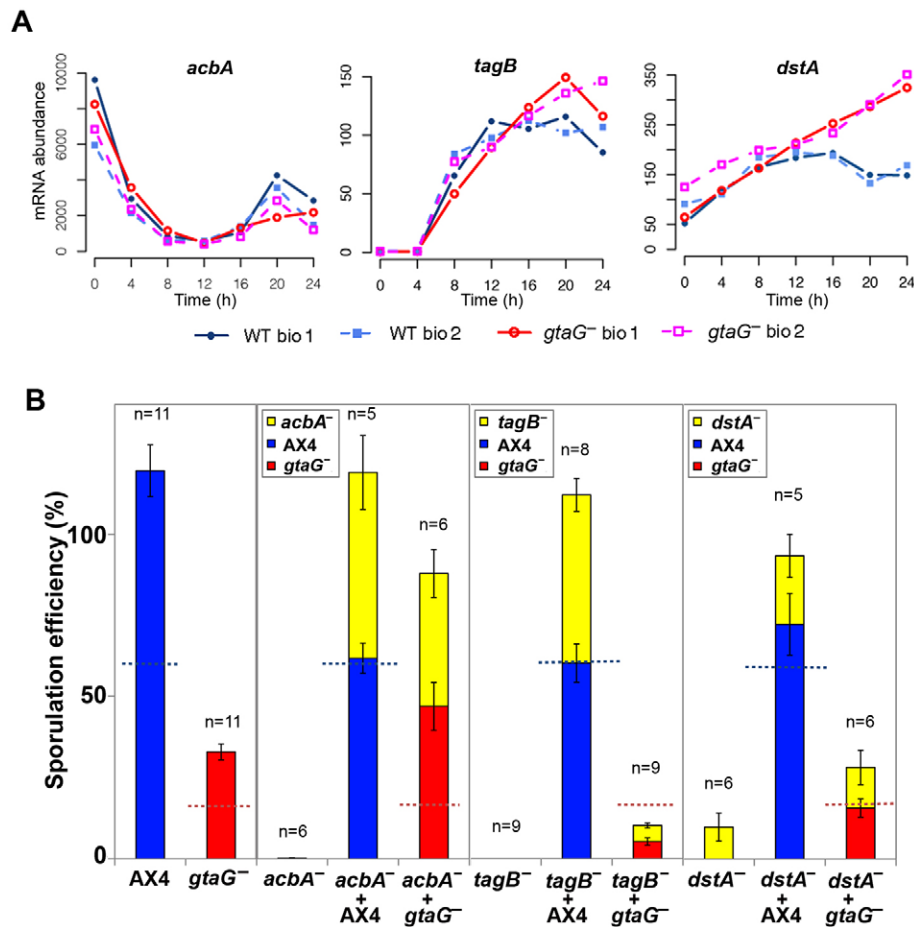 A
acbA
tagB
dstA
mRNA abundance
0 2000 6000 10000
0 50 100 150
0 50 150 250 350
0 4 8 12 16 20 24
0 4 8 12 16 20 24
0 4 8 12 16 20 24
Time (h)
Time (h)
Time (h)
WT bio 1
WT bio 2
gtaG– bio 1
gtaG– bio 2
B
Sporulation efficiency (%)
100
50
0
n=11
n=11
acbA–
AX4
gtaG–
n=6
n=5
n=6
tagB–
AX4
gtaG–
n=9
n=8
n=9
dstA–
AX4
gtaG–
n=6
n=5
n=6
AX4
gtaG–
acbA–
acbA–
+
AX4
acbA–
+
gtaG–
tagB–
tagB–
+
AX4
tagB–
+
gtaG–
dstA–
dstA–
+
AX4
dstA–
+
gtaG–